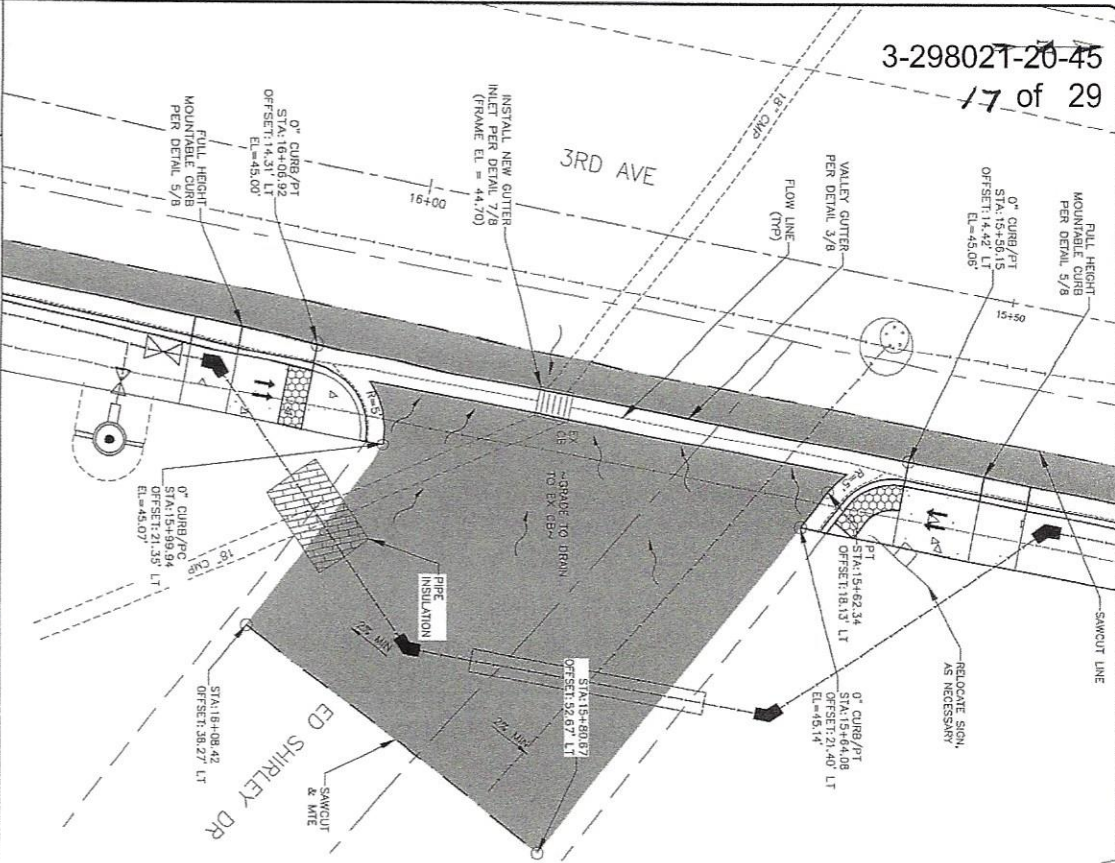 3-298021-20-45
17 of 29
3RD AVE
18" CMP
16+00
15+50
FULL HEIGHT
MOUNTABLE CURB
PER DETAIL 5/8
0" CURB/PT
STA:15+56.15
OFFSET:14.42' LT
EL=45.06'
VALLEY GUTTER
PER DETAIL 3/8
FLOW LINE
(TYP)
INSTALL NEW GUTTER
INLET PER DETAIL 7/8
(FRAME EL = 44.70)
0" CURB/PT
STA:16+06.92
OFFSET:14.31' LT
EL=45.00'
FULL HEIGHT
MOUNTABLE CURB
PER DETAIL 5/8
SAWCUT LINE
RELOCATE SIGN,
AS NECESSARY
R=5'
PT
STA:15+62.34
OFFSET:18.13' LT
0" CURB/PT
STA:15+64.08
OFFSET:21.40' LT
EL=45.14'
EX
CB
~GRADE TO DRAIN
TO EX CB~
R=5'
0" CURB/PC
STA:15+99.94
OFFSET:21.35' LT
EL=45.07'
18" CMP
PIPE
INSULATION
2% MIN
2% MIN
STA:15+80.67
OFFSET:52.67' LT
STA:16+08.42
OFFSET:38.27' LT
SAWCUT
& MTE
ED SHIRLEY DR